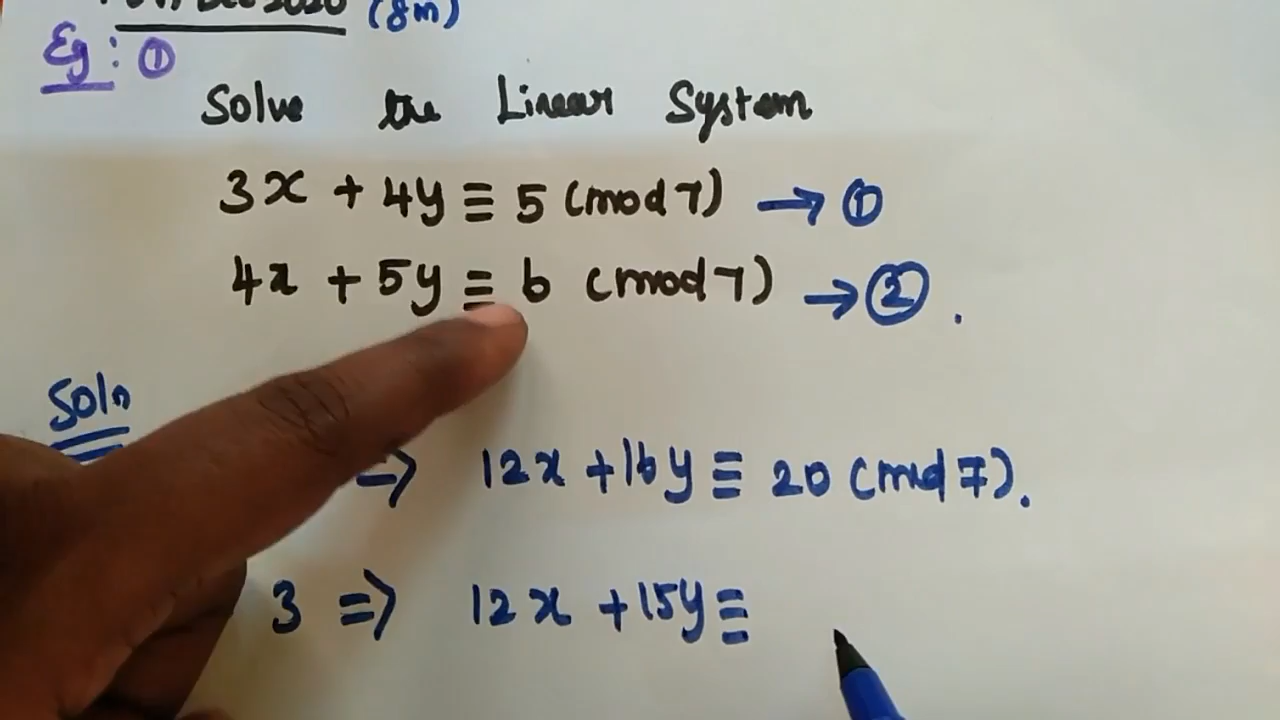 (8m)
Eg: ①
Solve the Linear System
3x + 4y ≡ 5 (mod 7) → ①
4x + 5y ≡ 6 (mod 7) → ② .
Soln
⇒ 12x + 16y ≡ 20 (mod 7).
3 ⇒ 12x + 15y ≡